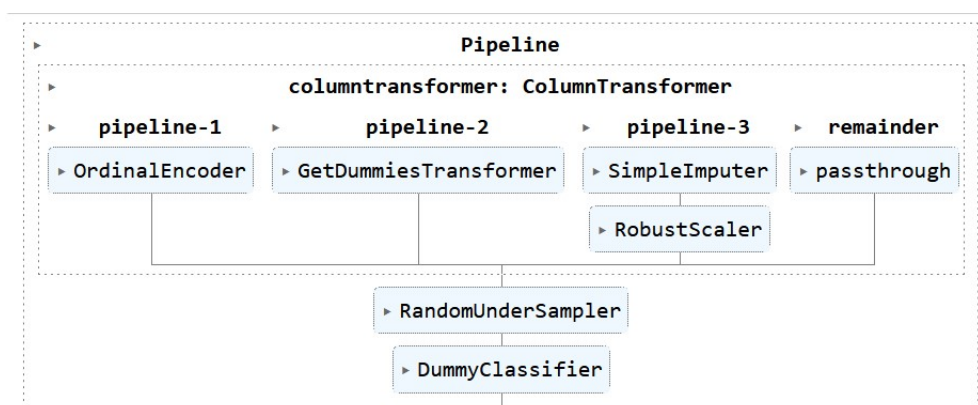 Pipeline
columntransformer: ColumnTransformer
pipeline-1 pipeline-2 pipeline-3 remainder
OrdinalEncoder GetDummiesTransformer SimpleImputer passthrough
RobustScaler
RandomUnderSampler
DummyClassifier